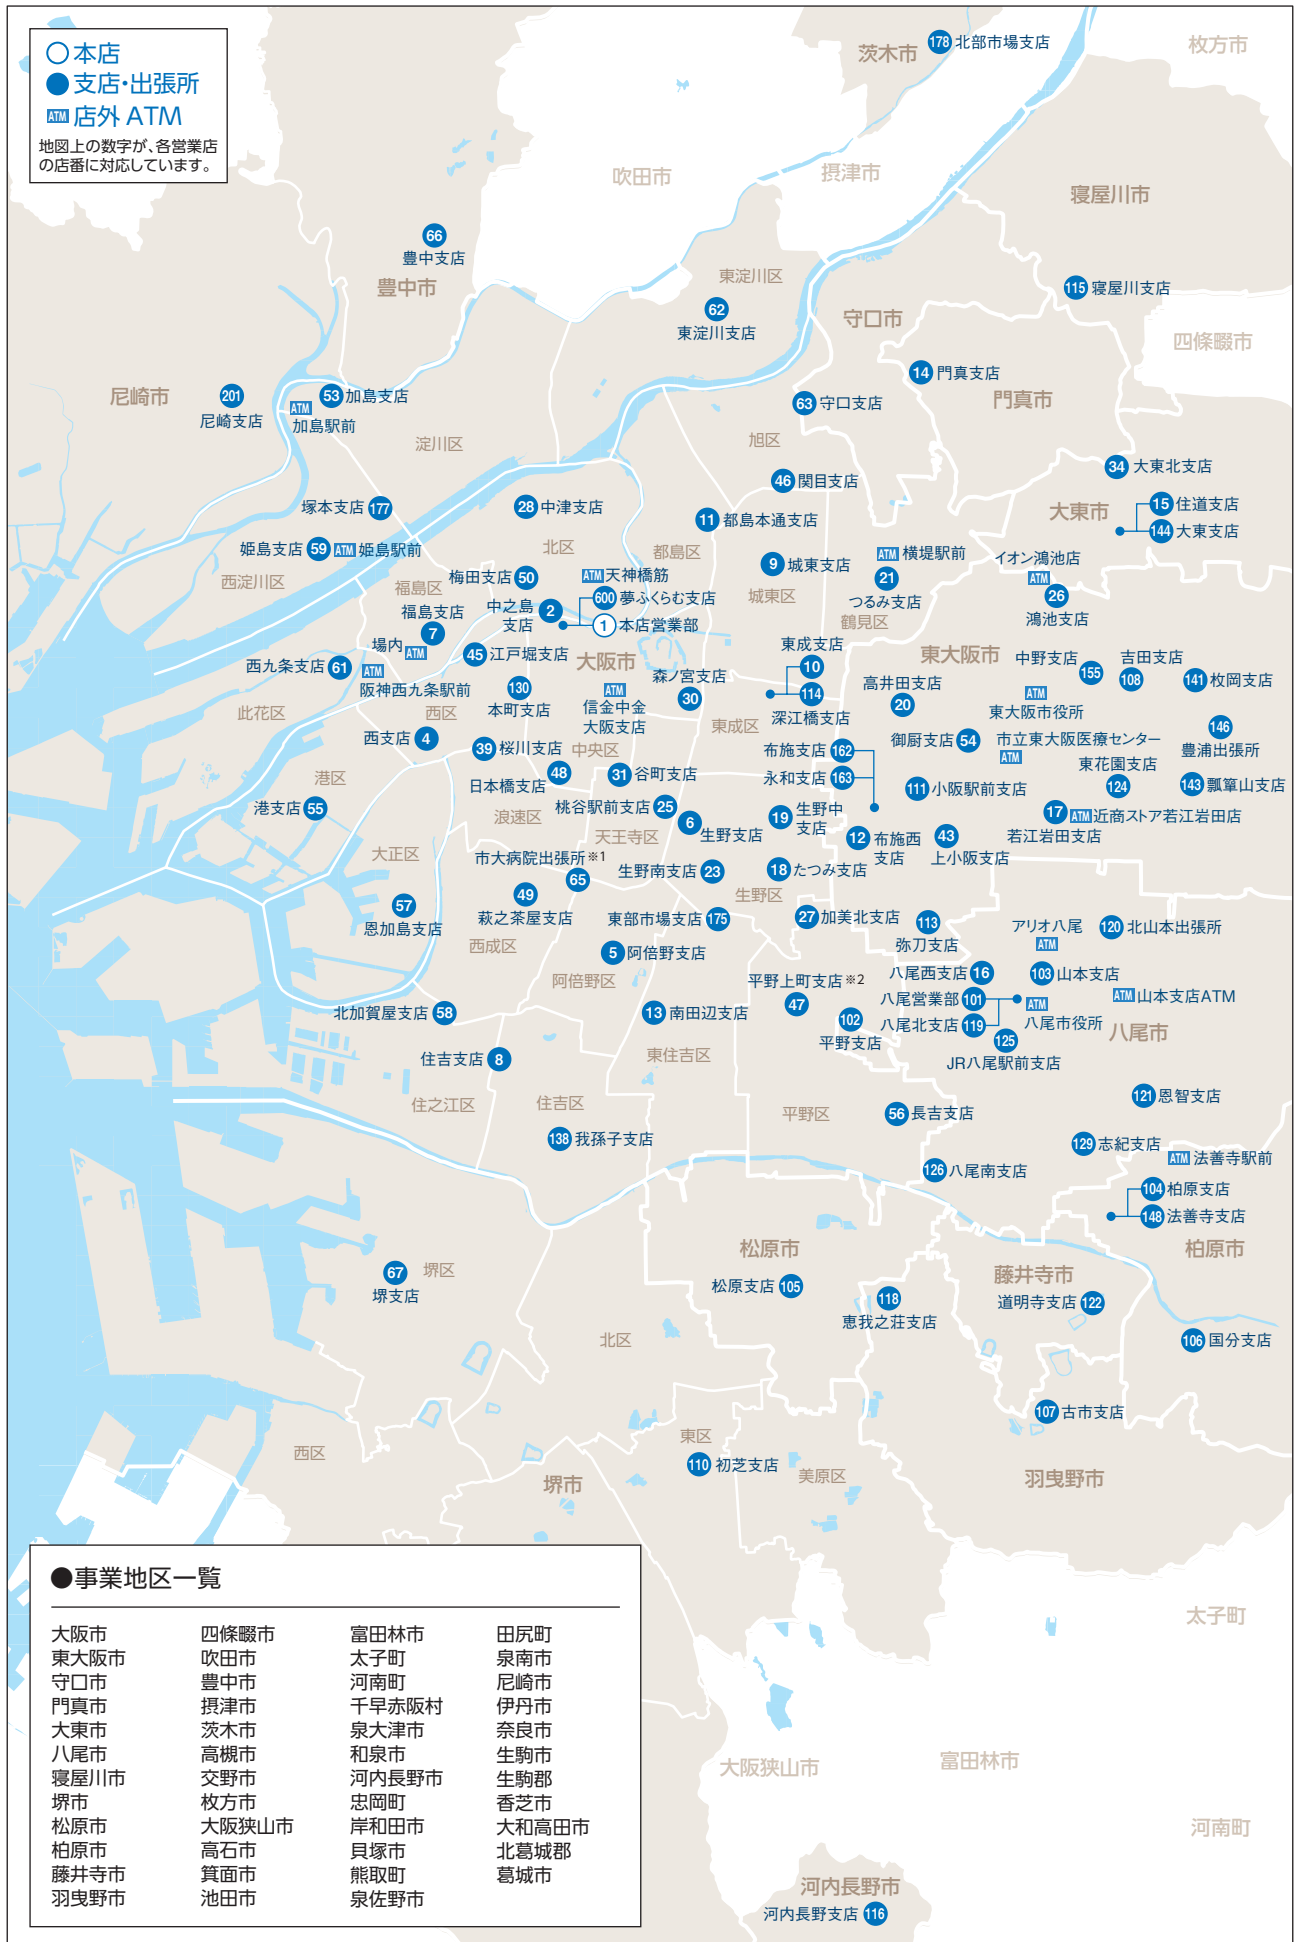 本店
支店・出張所
ATM 店外 ATM
地図上の数字が、各営業店
の店番に対応しています。
茨木市
178 北部市場支店
枚方市
吹田市
摂津市
寝屋川市
66
豊中支店
豊中市
東淀川区
62
東淀川支店
守口市
115 寝屋川支店
四條畷市
尼崎市
201
尼崎支店
53 加島支店
ATM
加島駅前
14 門真支店
門真市
63 守口支店
淀川区
旭区
46 関目支店
34 大東北支店
大東市
15 住道支店
144 大東支店
塚本支店 177
28 中津支店
11 都島本通支店
姫島支店 59 ATM 姫島駅前
北区
都島区
西淀川区
福島区
梅田支店 50
ATM 天神橋筋
600 夢ふくらむ支店
中之島
支店
2
1 本店営業部
9 城東支店
城東区
ATM 横堤駅前
21
つるみ支店
鶴見区
イオン鴻池店
ATM
26
鴻池支店
福島支店
7
場内 ATM
西九条支店 61
ATM
阪神西九条駅前
45 江戸堀支店
大阪市
森ノ宮支店
30
東成支店
10
114
深江橋支店
東大阪市
高井田支店
20
中野支店
155
吉田支店
108
141 枚岡支店
此花区
西区
130
本町支店
ATM
信金中金
大阪支店
東成区
ATM
東大阪市役所
146
豊浦出張所
西支店 4
39 桜川支店
中央区
布施支店 162
永和支店 163
御厨支店 54
市立東大阪医療センター
ATM
東花園支店
124
143 瓢箪山支店
港区
48
日本橋支店
31 谷町支店
111 小阪駅前支店
港支店 55
浪速区
桃谷駅前支店 25
6
生野支店
天王寺区
19
生野中
支店
12
布施西
支店
43
上小阪支店
17 ATM 近商ストア若江岩田店
若江岩田支店
大正区
市大病院出張所※1
65
生野南支店 23
18 たつみ支店
生野区
49
萩之茶屋支店
57
恩加島支店
東部市場支店 175
27 加美北支店
113
弥刀支店
アリオ八尾
ATM
120 北山本出張所
西成区
5 阿倍野支店
阿倍野区
平野上町支店※2
47
八尾西支店 16
103 山本支店
八尾営業部 101
ATM
八尾市役所
ATM 山本支店ATM
北加賀屋支店 58
13 南田辺支店
102
平野支店
八尾北支店 119
八尾市
125
JR八尾駅前支店
住吉支店 8
東住吉区
住之江区
住吉区
平野区
56 長吉支店
121 恩智支店
138 我孫子支店
129 志紀支店
ATM 法善寺駅前
126 八尾南支店
104 柏原支店
148 法善寺支店
柏原市
松原市
藤井寺市
67
堺支店
堺区
松原支店 105
118
恵我之荘支店
道明寺支店 122
北区
106 国分支店
107 古市支店
西区
東区
110 初芝支店
美原区
堺市
羽曳野市
太子町
大阪狭山市
富田林市
河南町
河内長野市
河内長野支店 116
●事業地区一覧
大阪市 四條畷市 富田林市 田尻町
東大阪市 吹田市 太子町 泉南市
守口市 豊中市 河南町 尼崎市
門真市 摂津市 千早赤阪村 伊丹市
大東市 茨木市 泉大津市 奈良市
八尾市 高槻市 和泉市 生駒市
寝屋川市 交野市 河内長野市 生駒郡
堺市 枚方市 忠岡町 香芝市
松原市 大阪狭山市 岸和田市 大和高田市
柏原市 高石市 貝塚市 北葛城郡
藤井寺市 箕面市 熊取町 葛城市
羽曳野市 池田市 泉佐野市